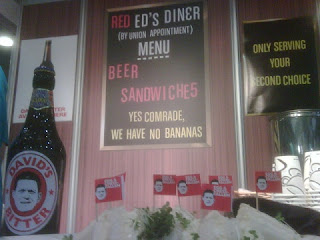 RED ED'S DINER
(BY UNION APPOINTMENT)
MENU
BEER
SANDWICHES
YES COMRADE,
WE HAVE NO BANANAS
ONLY SERVING
YOUR
SECOND CHOICE
DAVID'S
BITTER